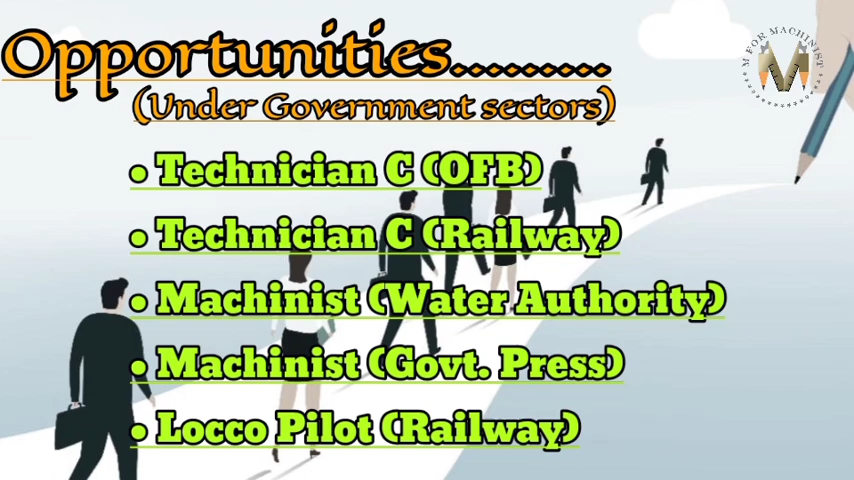 Opportunities.........
(Under Government sectors)
• Technician C (OFB)
• Technician C (Railway)
• Machinist (Water Authority)
• Machinist (Govt. Press)
• Locco Pilot (Railway)
M FOR MACHINIST
M